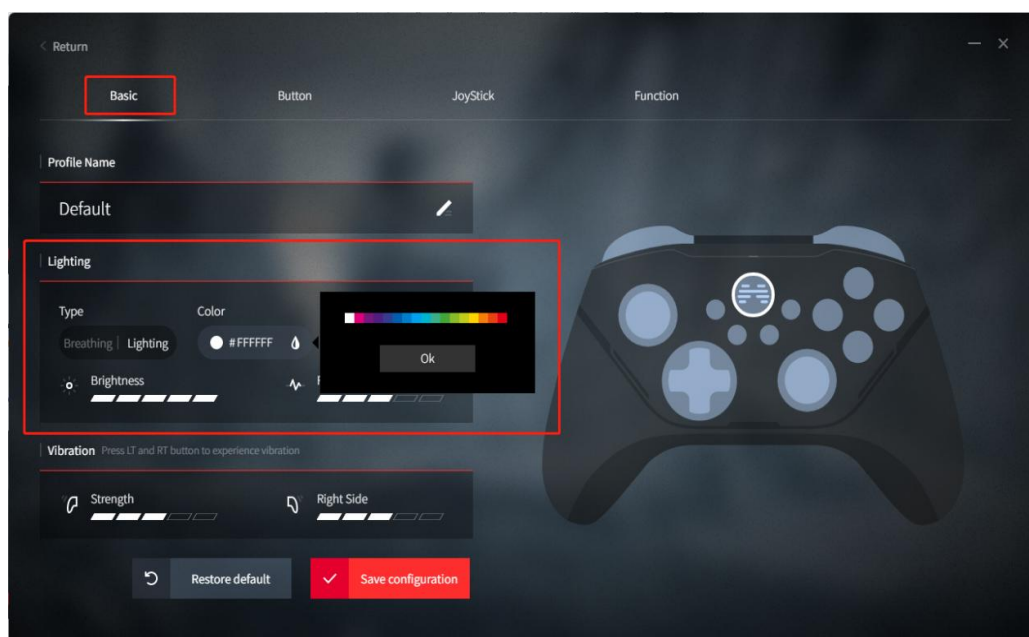 Return
Basic Button JoyStick Function
Profile Name
Default
Lighting
Type Color
Breathing | Lighting #FFFFFF
Ok
Brightness
Vibration Press LT and RT button to experience vibration
Strength Right Side
Restore default Save configuration